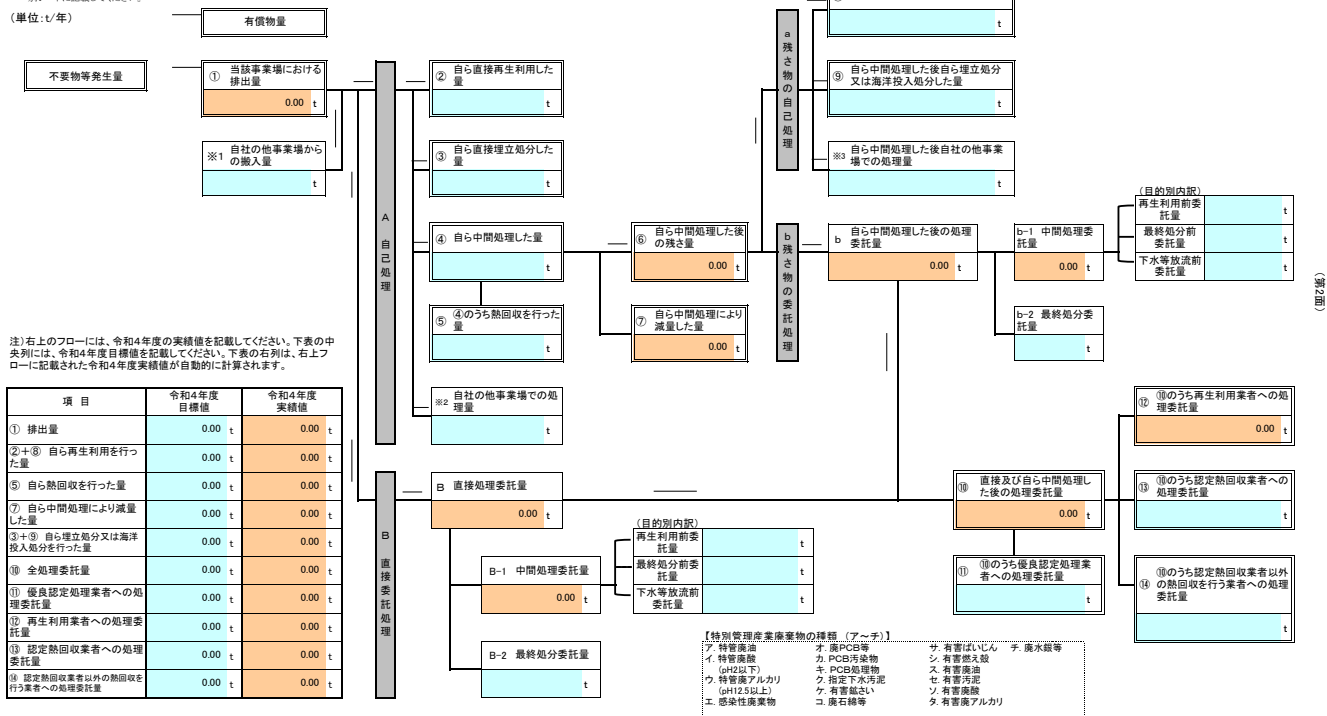 (単位:t/年)
有償物量
不要物等発生量
① 当該事業場における
排出量
0.00 t
※1 自社の他事業場から
の搬入量
t
A 自己処理
② 自ら直接再生利用した
量
t
③ 自ら直接埋立処分した
量
t
④ 自ら中間処理した量
t
⑤ ④のうち熱回収を行った
量
t
※2 自社の他事業場での処
理量
t
⑥ 自ら中間処理した後
の残さ量
0.00 t
⑦ 自ら中間処理により
減量した量
0.00 t
a 残さ物の自己処理
t
⑨ 自ら中間処理した後自ら埋立処分
又は海洋投入処分した量
t
※3 自ら中間処理した後自社の他事業
場での処理量
t
b 残さ物の委託処理
b 自ら中間処理した後の処理
委託量
0.00 t
b-1 中間処理委
託量
0.00 t
b-2 最終処分委
託量
t
(目的別内訳)
再生利用前委
託量
t
最終処分前
委託量
t
下水等放流前
委託量
t
(第2面)
注)右上のフローには、令和4年度の実績値を記載してください。下表の中
央列には、令和4年度目標値を記載してください。下表の右列は、右上フ
ローに記載された令和4年度実績値が自動的に計算されます。
項 目 令和4年度
目標値 令和4年度
実績値
① 排出量 0.00 t 0.00 t
②+⑧ 自ら再生利用を行っ
た量 0.00 t 0.00 t
⑤ 自ら熱回収を行った量 0.00 t 0.00 t
⑦ 自ら中間処理により減量
した量 0.00 t 0.00 t
③+⑨ 自ら埋立処分又は海洋
投入処分を行った量 0.00 t 0.00 t
⑩ 全処理委託量 0.00 t 0.00 t
⑪ 優良認定処理業者への処
理委託量 0.00 t 0.00 t
⑫ 再生利用業者への処理委
託量 0.00 t 0.00 t
⑬ 認定熱回収業者への処理
委託量 0.00 t 0.00 t
⑭ 認定熱回収業者以外の熱回収を
行う業者への処理委託量 0.00 t 0.00 t
B 直接委託処理
B 直接処理委託量
0.00 t
B-1 中間処理委託量
0.00 t
B-2 最終処分委託量
t
(目的別内訳)
再生利用前委
託量
t
最終処分前委
託量
t
下水等放流前
委託量
t
⑩ 直接及び自ら中間処理し
た後の処理委託量
0.00 t
⑪ ⑩のうち優良認定処理業
者への処理委託量
t
⑫ ⑩のうち再生利用業者への処
理委託量
0.00 t
⑬ ⑩のうち認定熱回収業者への
処理委託量
t
⑭ ⑩のうち認定熱回収業者以外
の熱回収を行う業者への処理
委託量
t
【特別管理産業廃棄物の種類 (ア~チ)】
ア. 特管廃油 オ. 廃PCB等 サ. 有害ばいじん チ. 廃水銀等
イ. 特管廃酸 カ. PCB汚染物 シ. 有害燃え殻
(pH2以下) キ. PCB処理物 ス. 有害廃油
ウ. 特管廃アルカリ ク. 指定下水汚泥 セ. 有害汚泥
(pH12.5以上) ケ. 有害鉱さい ソ. 有害廃酸
エ. 感染性廃棄物 コ. 廃石綿等 タ. 有害廃アルカリ